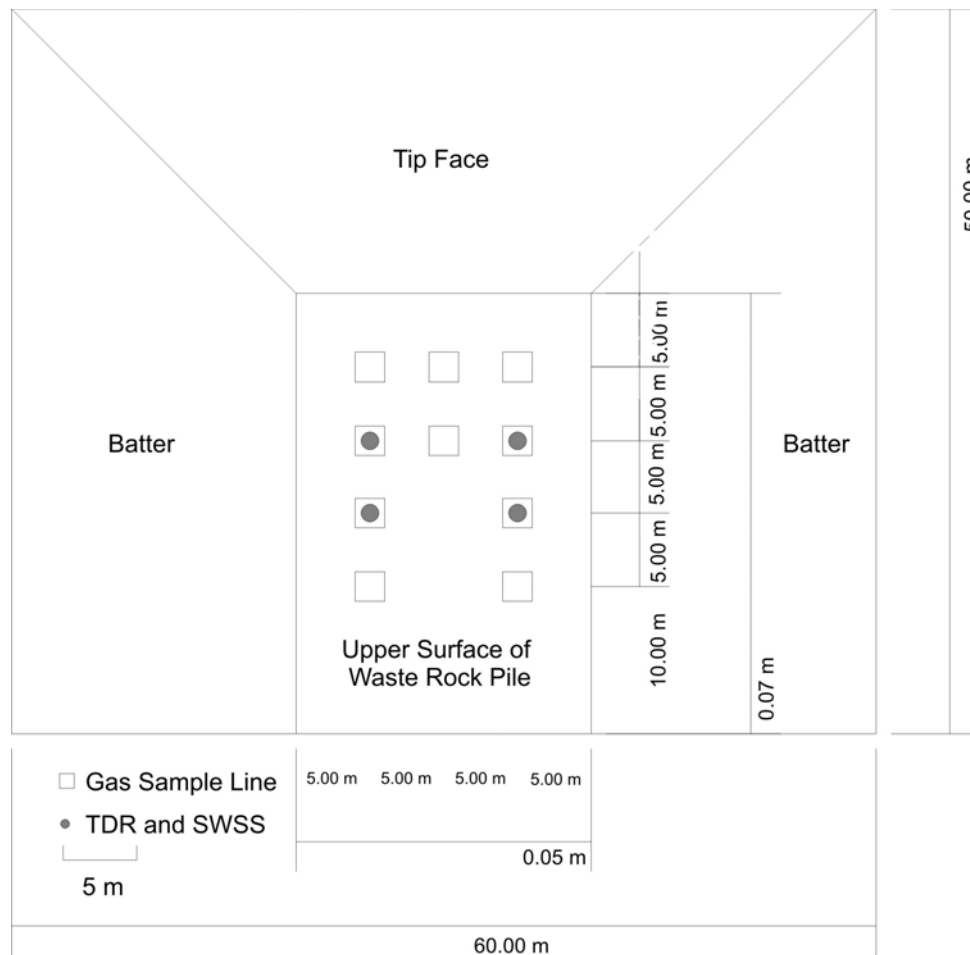 Tip Face
50.00 m
5.00 m
5.00 m
5.00 m
5.00 m
Batter
Batter
10.00 m
Upper Surface of
Waste Rock Pile
0.07 m
Gas Sample Line
TDR and SWSS
5 m
5.00 m 5.00 m 5.00 m 5.00 m
0.05 m
60.00 m